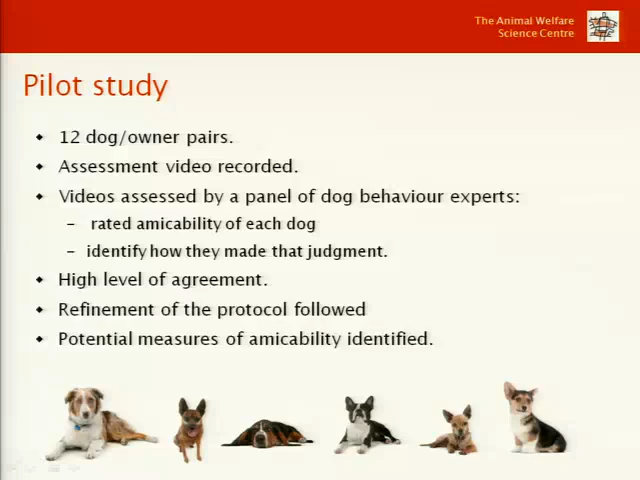 The Animal Welfare
Science Centre
Pilot study
12 dog/owner pairs.
Assessment video recorded.
Videos assessed by a panel of dog behaviour experts:
– rated amicability of each dog
– identify how they made that judgment.
High level of agreement.
Refinement of the protocol followed
Potential measures of amicability identified.